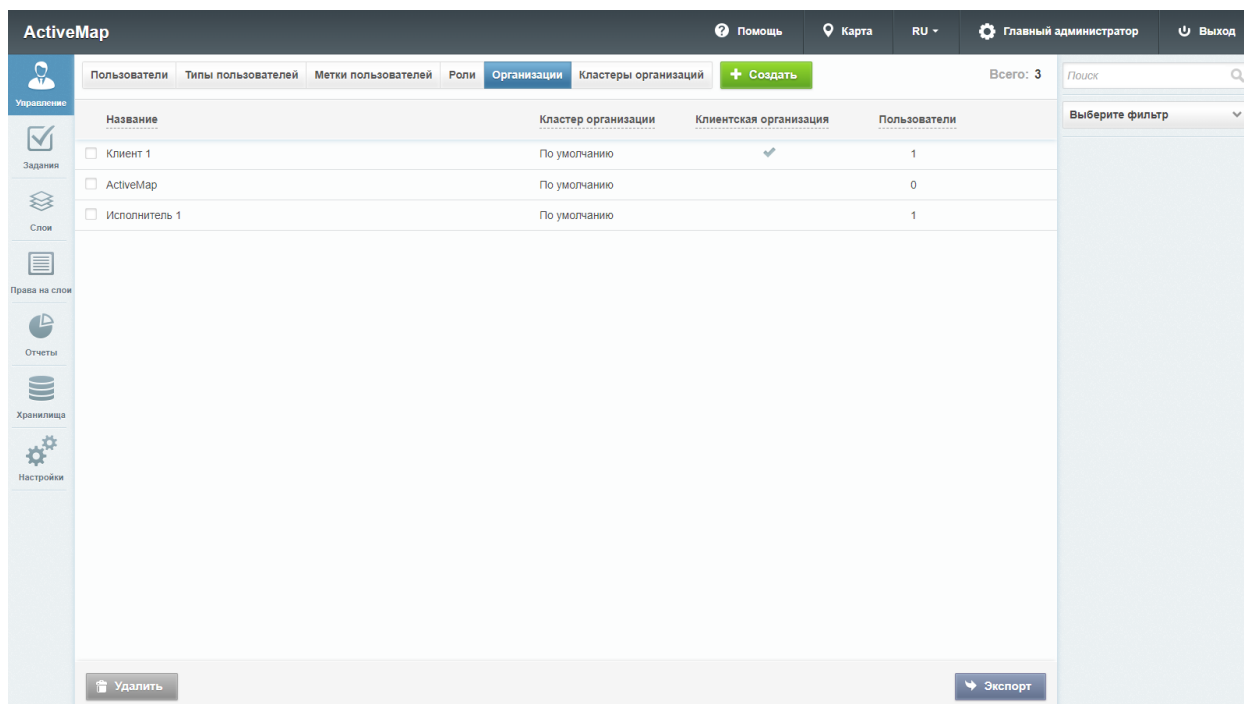 ActiveMap
Помощь
Карта
RU
Главный администратор
Выход
Управление
Задания
Слои
Права на слои
Отчеты
Хранилища
Настройки
Пользователи Типы пользователей Метки пользователей Роли Организации Кластеры организаций Создать Всего: 3
Название Кластер организации Клиентская организация Пользователи
Клиент 1 По умолчанию 1
ActiveMap По умолчанию 0
Исполнитель 1 По умолчанию 1
Удалить
Экспорт
Поиск
Выберите фильтр